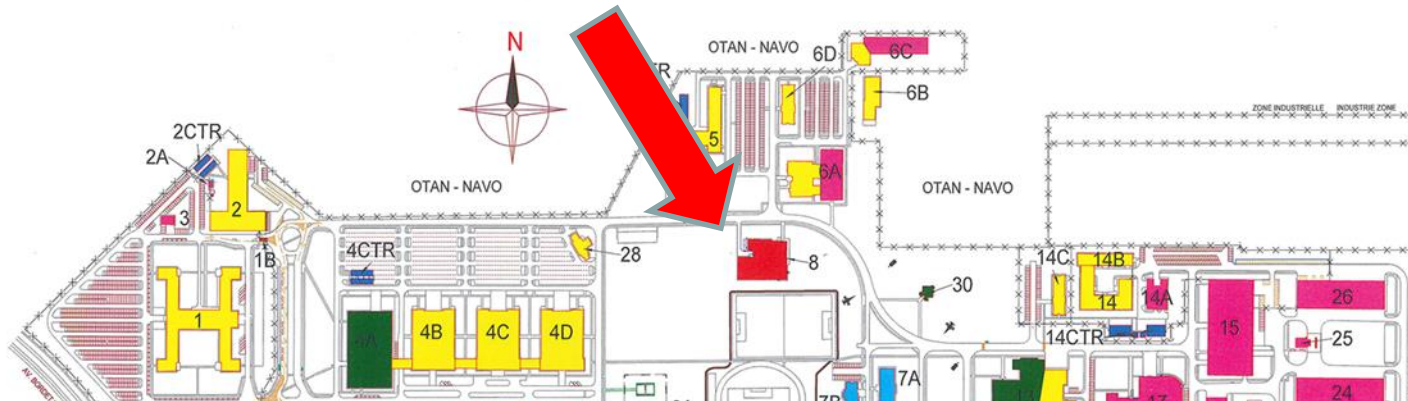 N
OTAN - NAVO
6D
6C
6B
ZONE INDUSTRIELLE INDUSTRIE ZONE
2CTR
2A
3
2
5
6A
OTAN - NAVO
OTAN - NAVO
1B
4CTR
28
8
30
14C
14B
14
14A
1
4A
4B
4C
4D
14CTR
15
26
25
7A
24
AV. BORDET